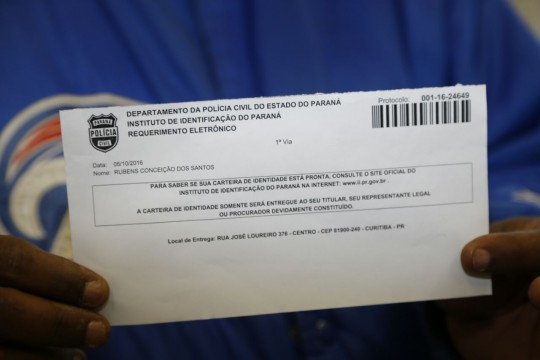 DEPARTAMENTO DA POLÍCIA CIVIL DO ESTADO DO PARANÁ
INSTITUTO DE IDENTIFICAÇÃO DO PARANÁ
REQUERIMENTO ELETRÔNICO
Protocolo: 001-16-24649
PARANÁ
POLÍCIA
CIVIL
1ª Via
Data: 06/10/2016
Nome: RUBENS CONCEIÇÃO DOS SANTOS
PARA SABER SE SUA CARTEIRA DE IDENTIDADE ESTÁ PRONTA, CONSULTE O SITE OFICIAL DO
INSTITUTO DE IDENTIFICAÇÃO DO PARANÁ NA INTERNET: www.ii.pr.gov.br -
A CARTEIRA DE IDENTIDADE SOMENTE SERÁ ENTREGUE AO SEU TITULAR, SEU REPRESENTANTE LEGAL
OU PROCURADOR DEVIDAMENTE CONSTITUÍDO.
Local de Entrega: RUA JOSÉ LOUREIRO 376 - CENTRO - CEP 81900-240 - CURITIBA - PR